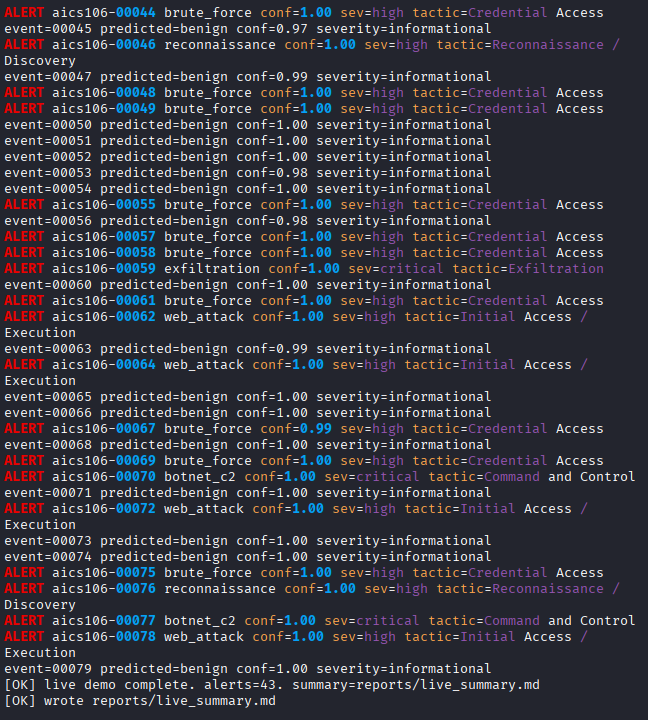 ALERT aics106-00044 brute_force conf=1.00 sev=high tactic=Credential Access
event=00045 predicted=benign conf=0.97 severity=informational
ALERT aics106-00046 reconnaissance conf=1.00 sev=high tactic=Reconnaissance /
Discovery
event=00047 predicted=benign conf=0.99 severity=informational
ALERT aics106-00048 brute_force conf=1.00 sev=high tactic=Credential Access
ALERT aics106-00049 brute_force conf=1.00 sev=high tactic=Credential Access
event=00050 predicted=benign conf=1.00 severity=informational
event=00051 predicted=benign conf=1.00 severity=informational
event=00052 predicted=benign conf=1.00 severity=informational
event=00053 predicted=benign conf=0.98 severity=informational
event=00054 predicted=benign conf=1.00 severity=informational
ALERT aics106-00055 brute_force conf=1.00 sev=high tactic=Credential Access
event=00056 predicted=benign conf=0.98 severity=informational
ALERT aics106-00057 brute_force conf=1.00 sev=high tactic=Credential Access
ALERT aics106-00058 brute_force conf=1.00 sev=high tactic=Credential Access
ALERT aics106-00059 exfiltration conf=1.00 sev=critical tactic=Exfiltration
event=00060 predicted=benign conf=1.00 severity=informational
ALERT aics106-00061 brute_force conf=1.00 sev=high tactic=Credential Access
ALERT aics106-00062 web_attack conf=1.00 sev=high tactic=Initial Access /
Execution
event=00063 predicted=benign conf=0.99 severity=informational
ALERT aics106-00064 web_attack conf=1.00 sev=high tactic=Initial Access /
Execution
event=00065 predicted=benign conf=1.00 severity=informational
event=00066 predicted=benign conf=1.00 severity=informational
ALERT aics106-00067 brute_force conf=0.99 sev=high tactic=Credential Access
event=00068 predicted=benign conf=1.00 severity=informational
ALERT aics106-00069 brute_force conf=1.00 sev=high tactic=Credential Access
ALERT aics106-00070 botnet_c2 conf=1.00 sev=critical tactic=Command and Control
event=00071 predicted=benign conf=1.00 severity=informational
ALERT aics106-00072 web_attack conf=1.00 sev=high tactic=Initial Access /
Execution
event=00073 predicted=benign conf=1.00 severity=informational
event=00074 predicted=benign conf=1.00 severity=informational
ALERT aics106-00075 brute_force conf=1.00 sev=high tactic=Credential Access
ALERT aics106-00076 reconnaissance conf=1.00 sev=high tactic=Reconnaissance /
Discovery
ALERT aics106-00077 botnet_c2 conf=1.00 sev=critical tactic=Command and Control
ALERT aics106-00078 web_attack conf=1.00 sev=high tactic=Initial Access /
Execution
event=00079 predicted=benign conf=1.00 severity=informational
[OK] live demo complete. alerts=43. summary=reports/live_summary.md
[OK] wrote reports/live_summary.md